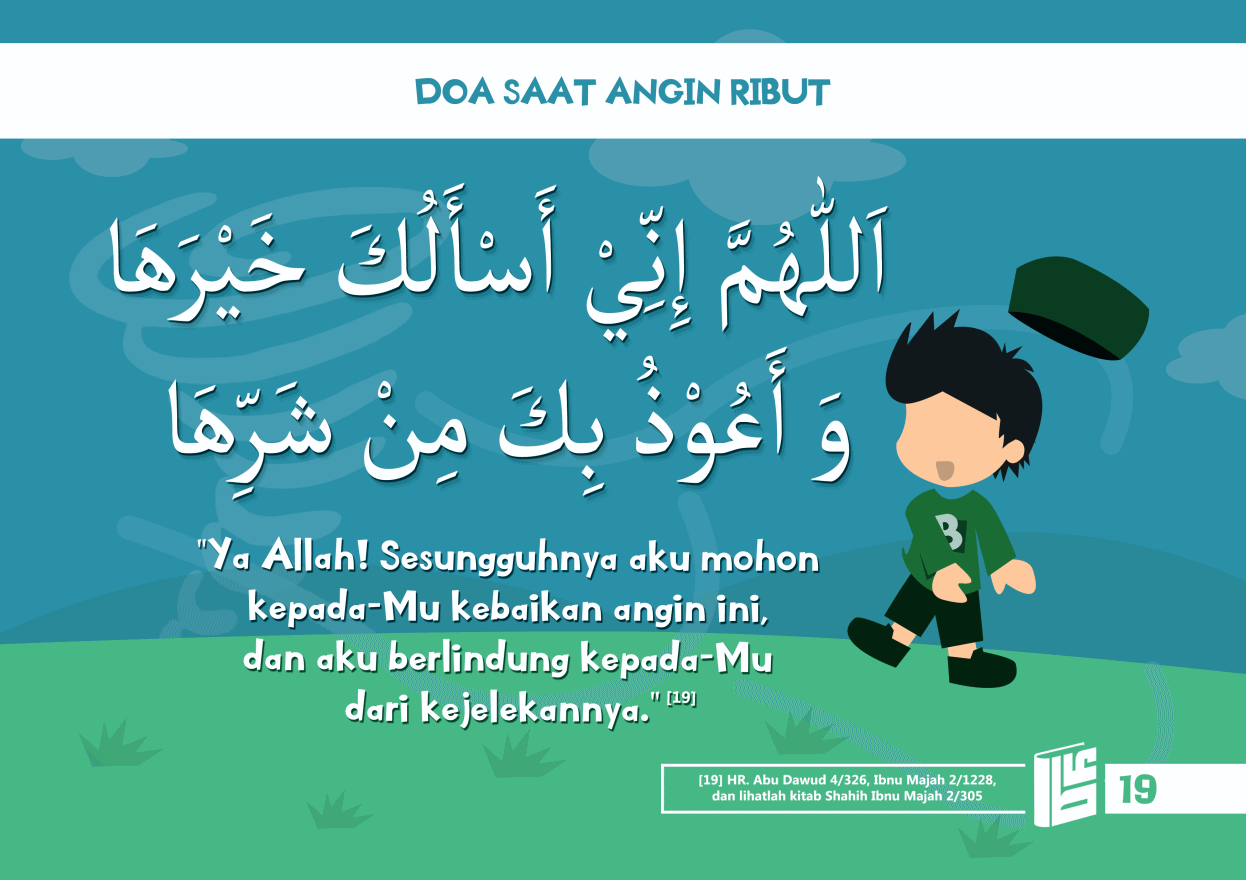 DOA SAAT ANGIN RIBUT
اَللّٰهُمَّ إِنِّيْ أَسْأَلُكَ خَيْرَهَا
وَ أَعُوْذُ بِكَ مِنْ شَرِّهَا
"Ya Allah! Sesungguhnya aku mohon
kepada-Mu kebaikan angin ini,
dan aku berlindung kepada-Mu
dari kejelekannya." [19]
B
[19] HR. Abu Dawud 4/326, Ibnu Majah 2/1228,
dan lihatlah kitab Shahih Ibnu Majah 2/305
19